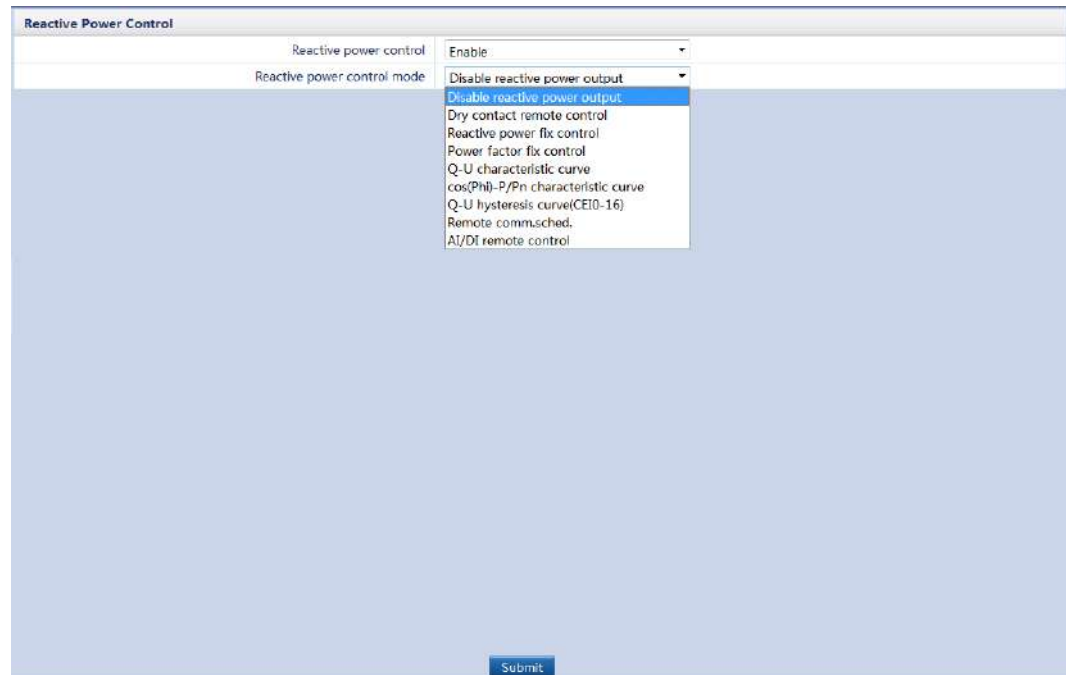 Reactive Power Control
Reactive power control Enable
Reactive power control mode Disable reactive power output
Disable reactive power output
Dry contact remote control
Reactive power fix control
Power factor fix control
Q-U characteristic curve
cos(Phi)-P/Pn characteristic curve
Q-U hysteresis curve(CEI0-16)
Remote comm.sched.
AI/DI remote control
Submit